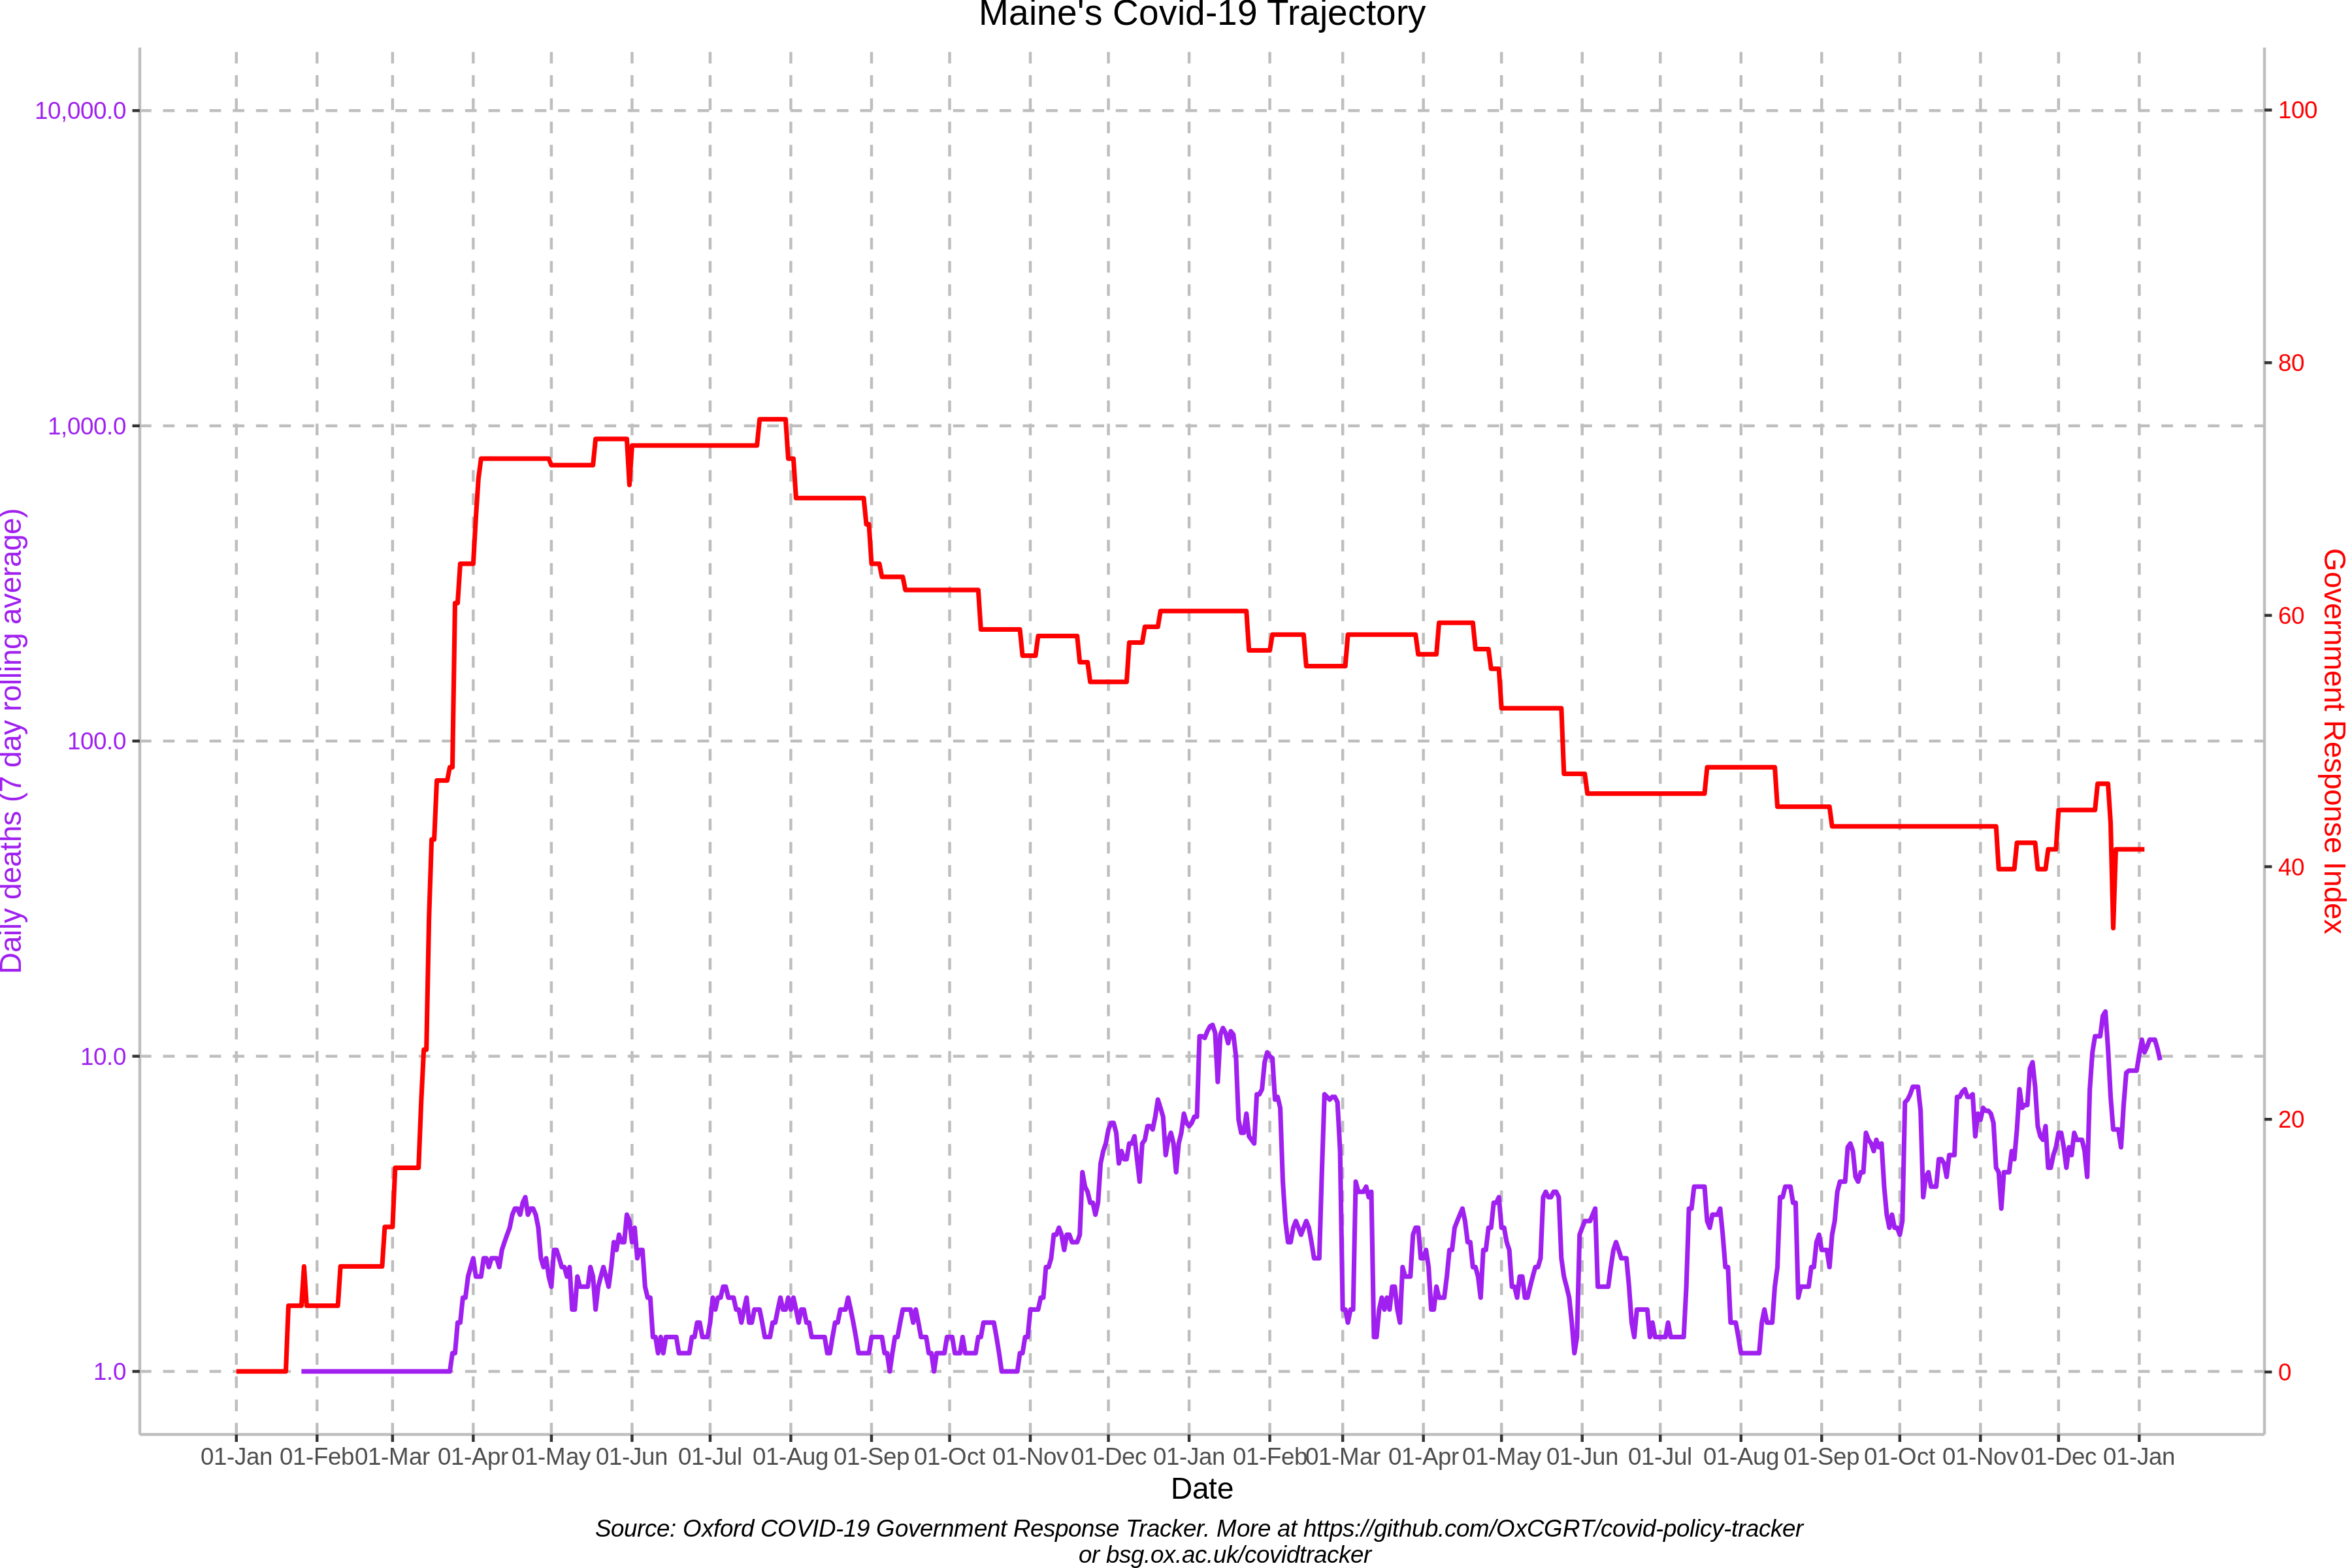 Maine's Covid-19 Trajectory
10,000.0
1,000.0
100.0
10.0
1.0
Daily deaths (7 day rolling average)
100
80
60
40
20
0
Government Response Index
01-Jan 01-Feb 01-Mar 01-Apr 01-May 01-Jun 01-Jul 01-Aug 01-Sep 01-Oct 01-Nov 01-Dec 01-Jan 01-Feb 01-Mar 01-Apr 01-May 01-Jun 01-Jul 01-Aug 01-Sep 01-Oct 01-Nov 01-Dec 01-Jan
Date
Source: Oxford COVID-19 Government Response Tracker. More at https://github.com/OxCGRT/covid-policy-tracker
or bsg.ox.ac.uk/covidtracker